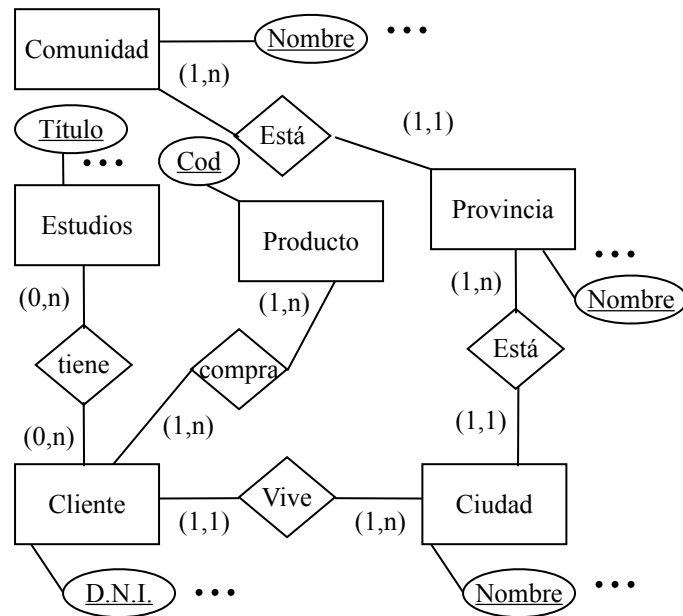 Nombre
•••
Comunidad
(1,n)
Está
(1,1)
Título
•••
Cod
Estudios
Producto
Provincia
•••
(0,n)
(1,n)
(1,n)
Nombre
Está
tiene
compra
(1,1)
(0,n)
(1,n)
Cliente
(1,1)
Vive
(1,n)
Ciudad
D.N.I.
•••
Nombre
•••